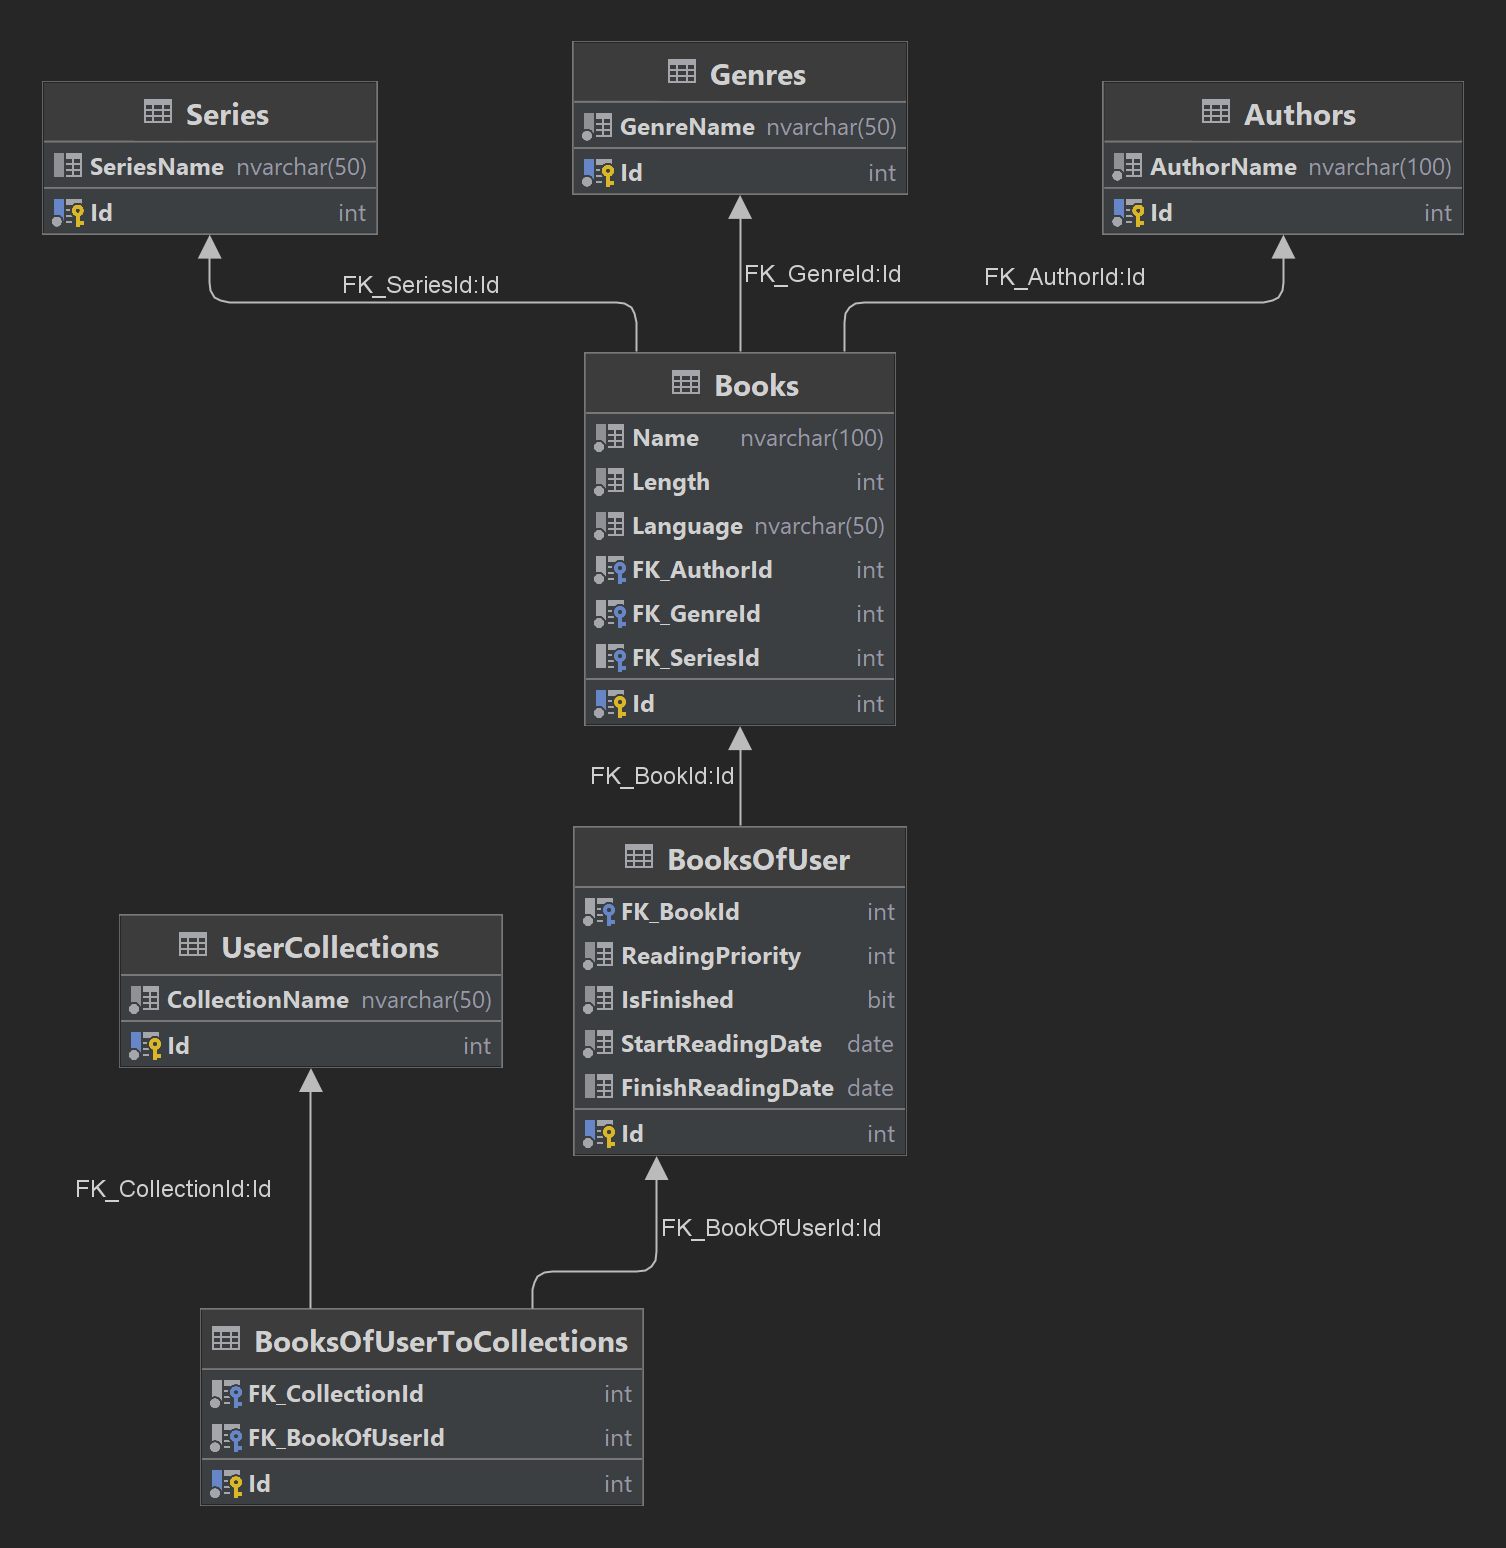 Genres
GenreName nvarchar(50)
Id int
Series
SeriesName nvarchar(50)
Id int
Authors
AuthorName nvarchar(100)
Id int
FK_SeriesId:Id
FK_GenreId:Id
FK_AuthorId:Id
Books
Name nvarchar(100)
Length int
Language nvarchar(50)
FK_AuthorId int
FK_GenreId int
FK_SeriesId int
Id int
FK_BookId:Id
BooksOfUser
FK_BookId int
ReadingPriority int
IsFinished bit
StartReadingDate date
FinishReadingDate date
Id int
UserCollections
CollectionName nvarchar(50)
Id int
FK_CollectionId:Id
FK_BookOfUserId:Id
BooksOfUserToCollections
FK_CollectionId int
FK_BookOfUserId int
Id int